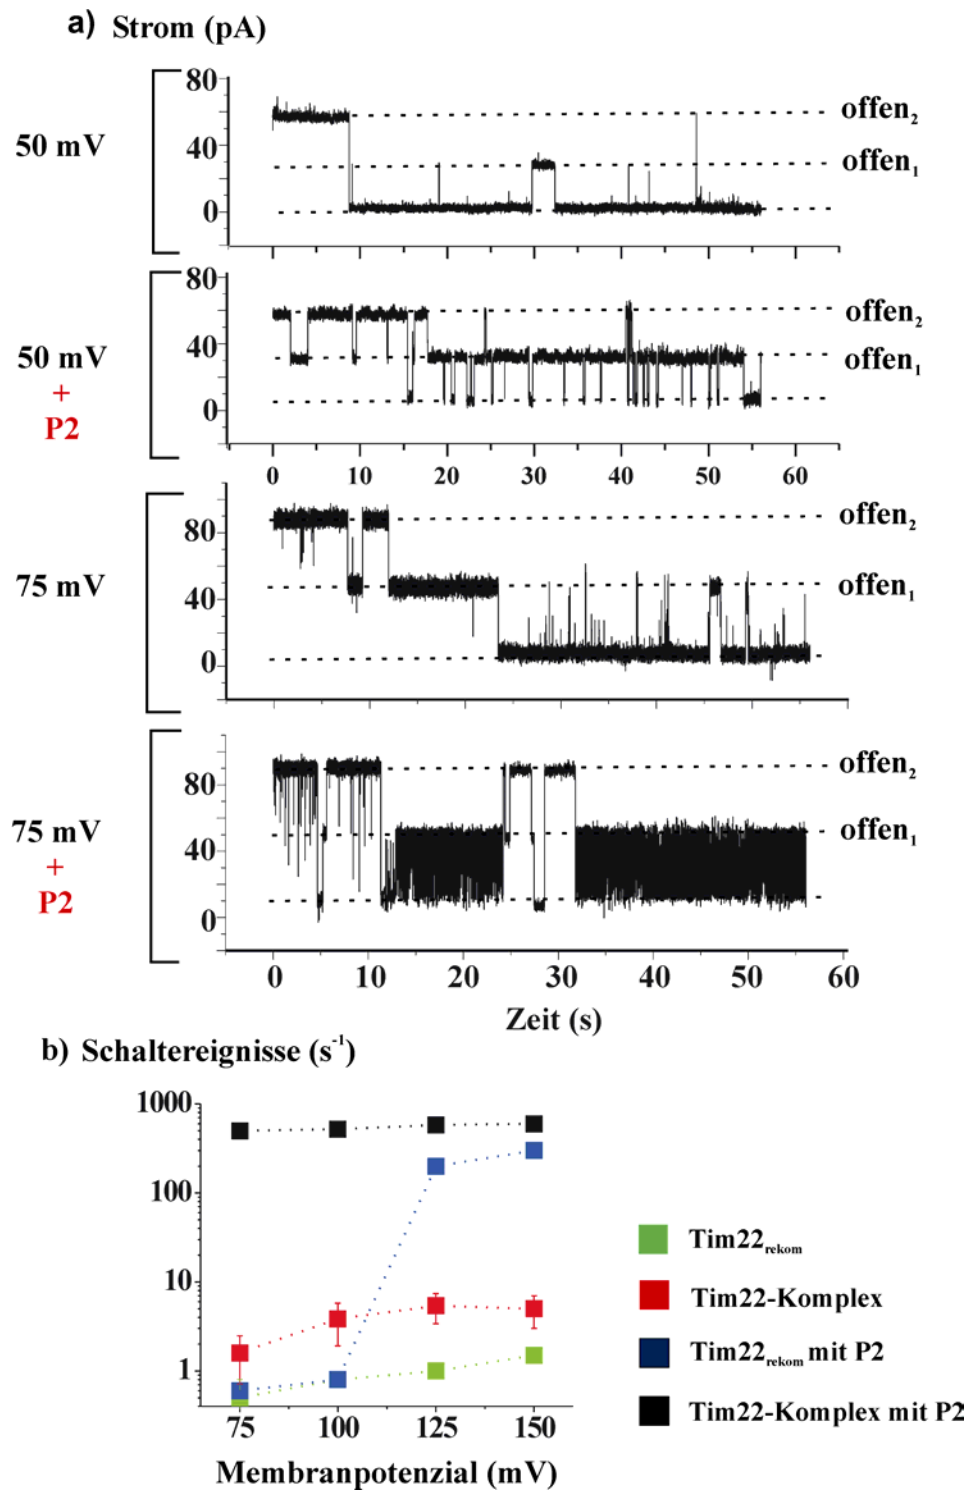 a) Strom (pA)
50 mV
80
40
0
offen2
offen1
50 mV
+
P2
80
40
0
offen2
offen1
0 10 20 30 40 50 60
75 mV
80
40
0
offen2
offen1
75 mV
+
P2
80
40
0
offen2
offen1
0 10 20 30 40 50 60
Zeit (s)
b) Schaltereignisse (s-1)
1000
100
10
1
75 100 125 150
Membranpotenzial (mV)
Tim22rekom
Tim22-Komplex
Tim22rekom mit P2
Tim22-Komplex mit P2